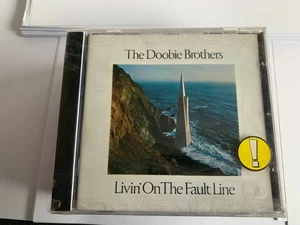 The Doobie Brothers
!
Livin' On The Fault Line